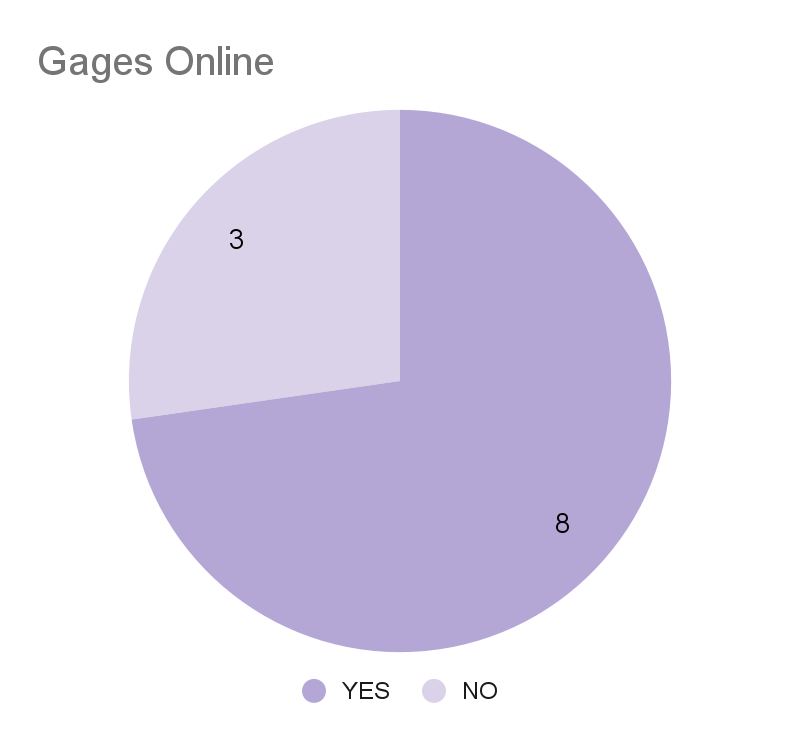 Gages Online
3
8
YES NO